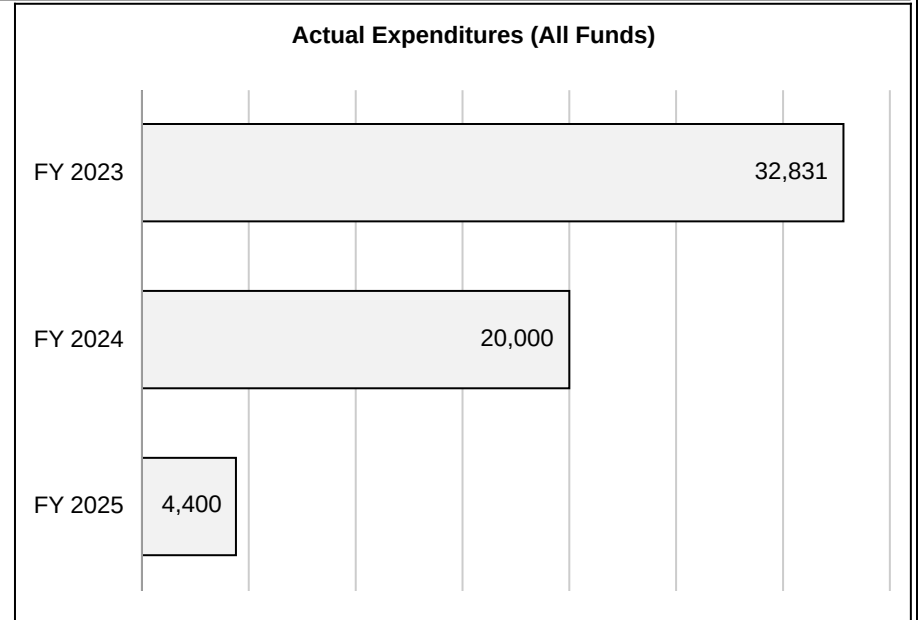 Actual Expenditures (All Funds)
FY 2023
32,831
FY 2024
20,000
FY 2025
4,400